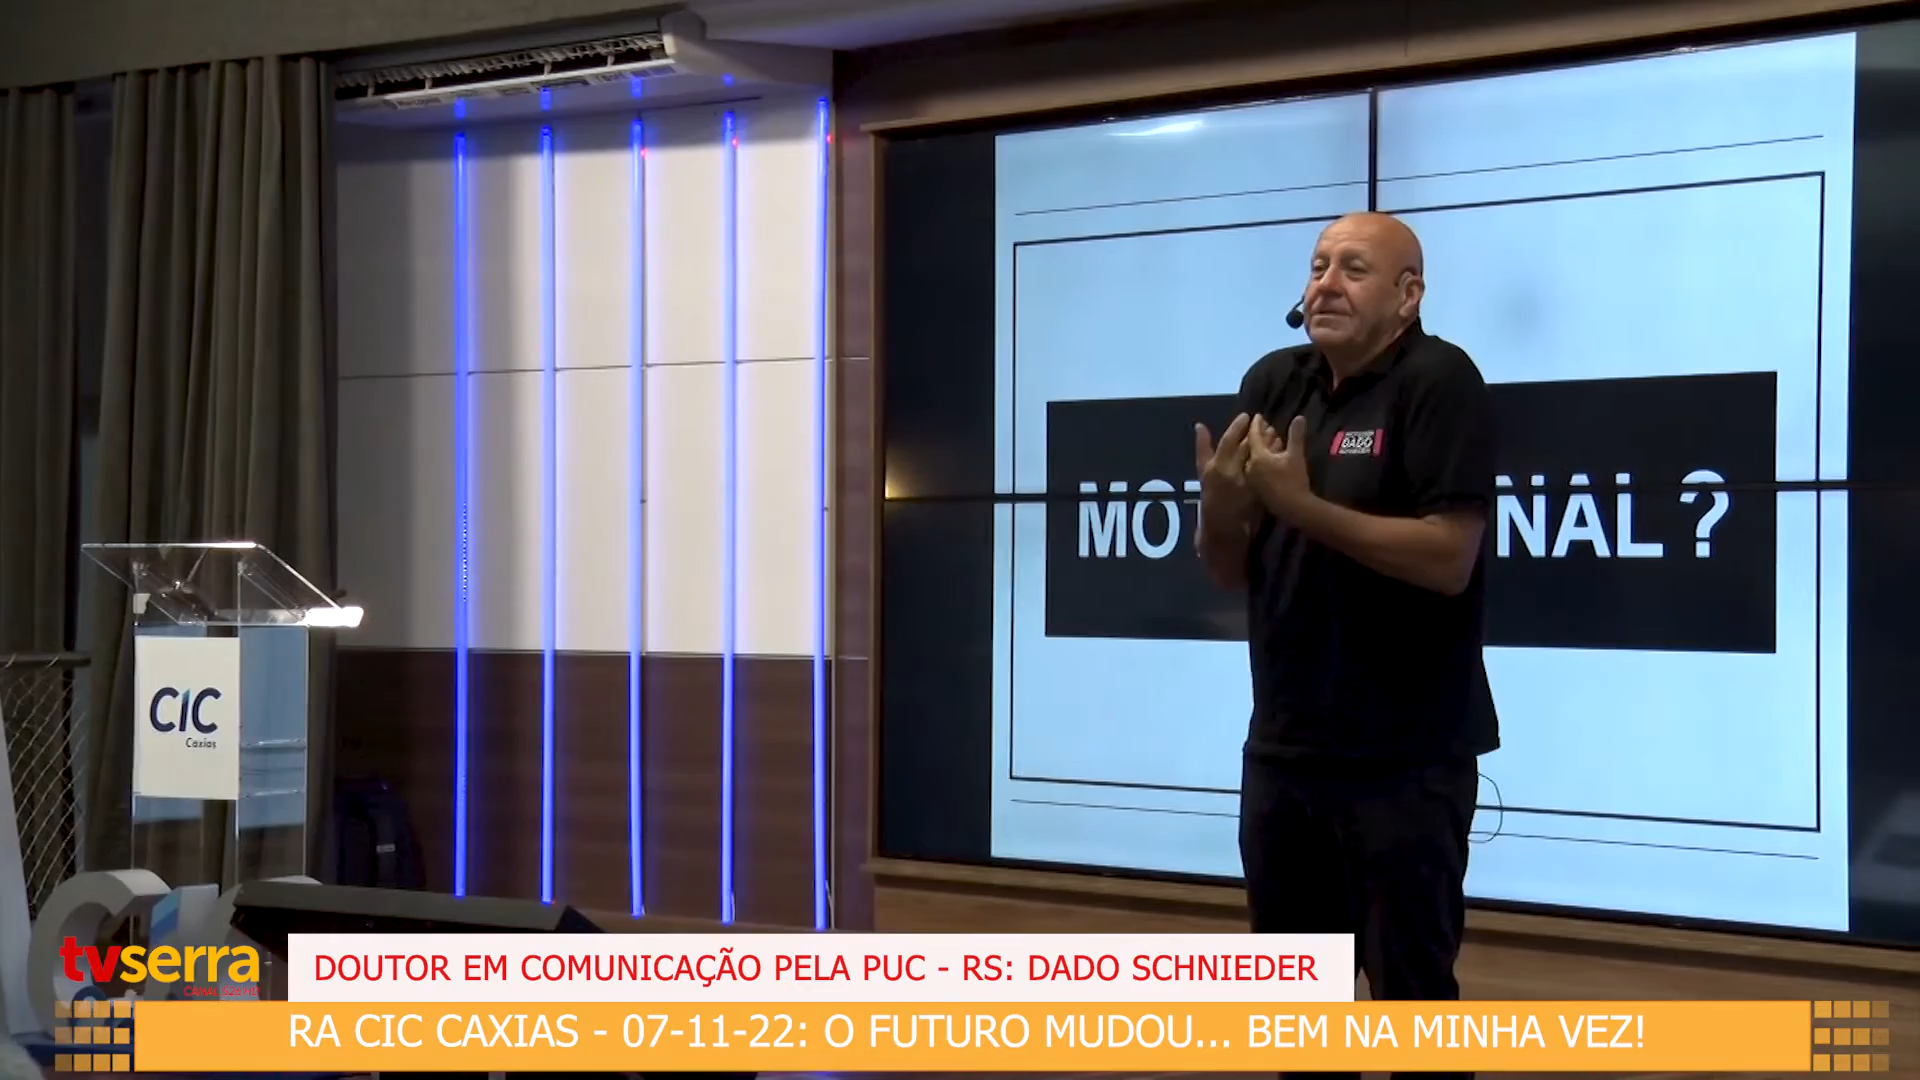 MOT NAL ?
DADO
CIC
Caxias
tvserra
DOUTOR EM COMUNICAÇÃO PELA PUC - RS: DADO SCHNIEDER
RA CIC CAXIAS - 07-11-22: O FUTURO MUDOU... BEM NA MINHA VEZ!